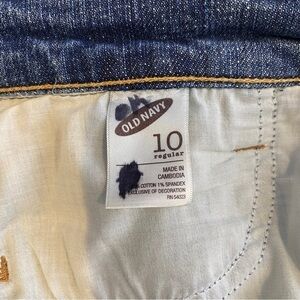 OLD NAVY
10
regular
MADE IN
CAMBODIA
COTTON 1% SPANDEX
EXCLUSIVE OF DECORATION
RN 54023